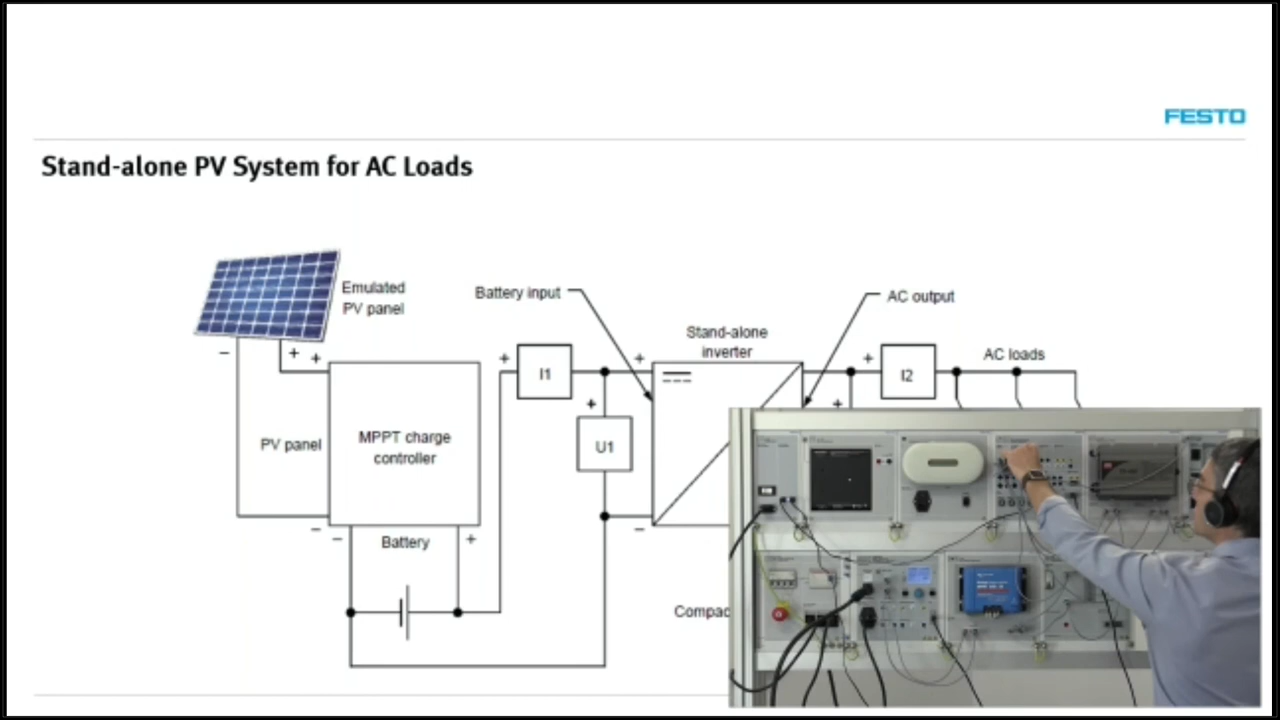 FESTO
Stand-alone PV System for AC Loads
Emulated
PV panel
Battery input
AC output
Stand-alone
inverter
AC loads
−
+
+
+
I1
+
+
I2
+
+
PV panel
MPPT charge
controller
U1
−
−
−
Battery
+
Compac